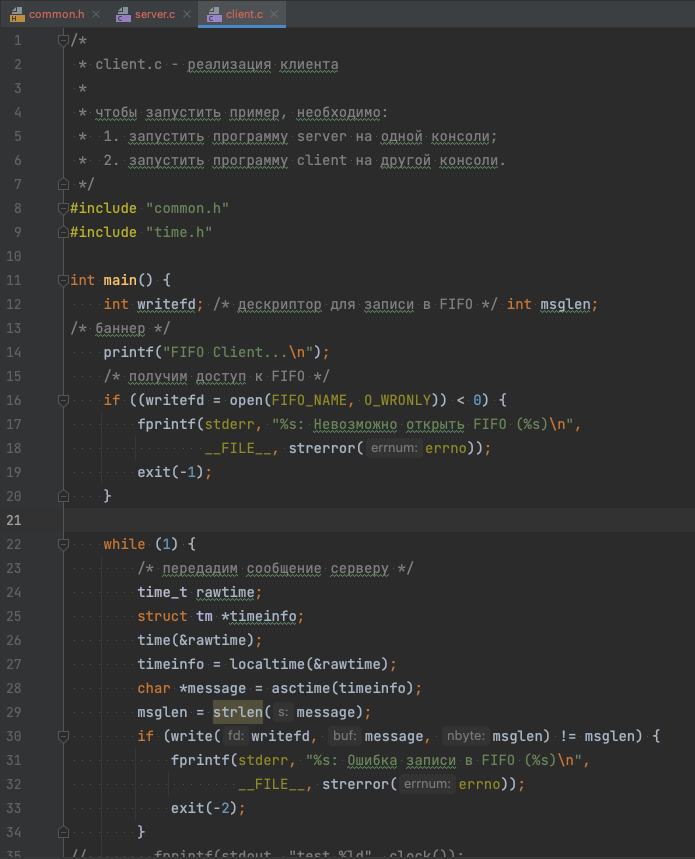 common.h server.c client.c
1 /*
2  * client.c - реализация клиента
3  *
4  * чтобы запустить пример, необходимо:
5  *  1. запустить программу server на одной консоли;
6  *  2. запустить программу client на другой консоли.
7  */
8 #include "common.h"
9 #include "time.h"
10
11 int main() {
12     int writefd; /* дескриптор для записи в FIFO */ int msglen;
13 /* баннер */
14     printf("FIFO Client...\n");
15     /* получим доступ к FIFO */
16     if ((writefd = open(FIFO_NAME, O_WRONLY)) < 0) {
17         fprintf(stderr, "%s: Невозможно открыть FIFO (%s)\n",
18                 __FILE__, strerror( errnum: errno));
19         exit(-1);
20     }
21
22     while (1) {
23         /* передадим сообщение серверу */
24         time_t rawtime;
25         struct tm *timeinfo;
26         time(&rawtime);
27         timeinfo = localtime(&rawtime);
28         char *message = asctime(timeinfo);
29         msglen = strlen( s: message);
30         if (write( fd: writefd, buf: message, nbyte: msglen) != msglen) {
31             fprintf(stderr, "%s: Ошибка записи в FIFO (%s)\n",
32                     __FILE__, strerror( errnum: errno));
33             exit(-2);
34         }
35 //        fprintf(stdout, "test %ld", clock());